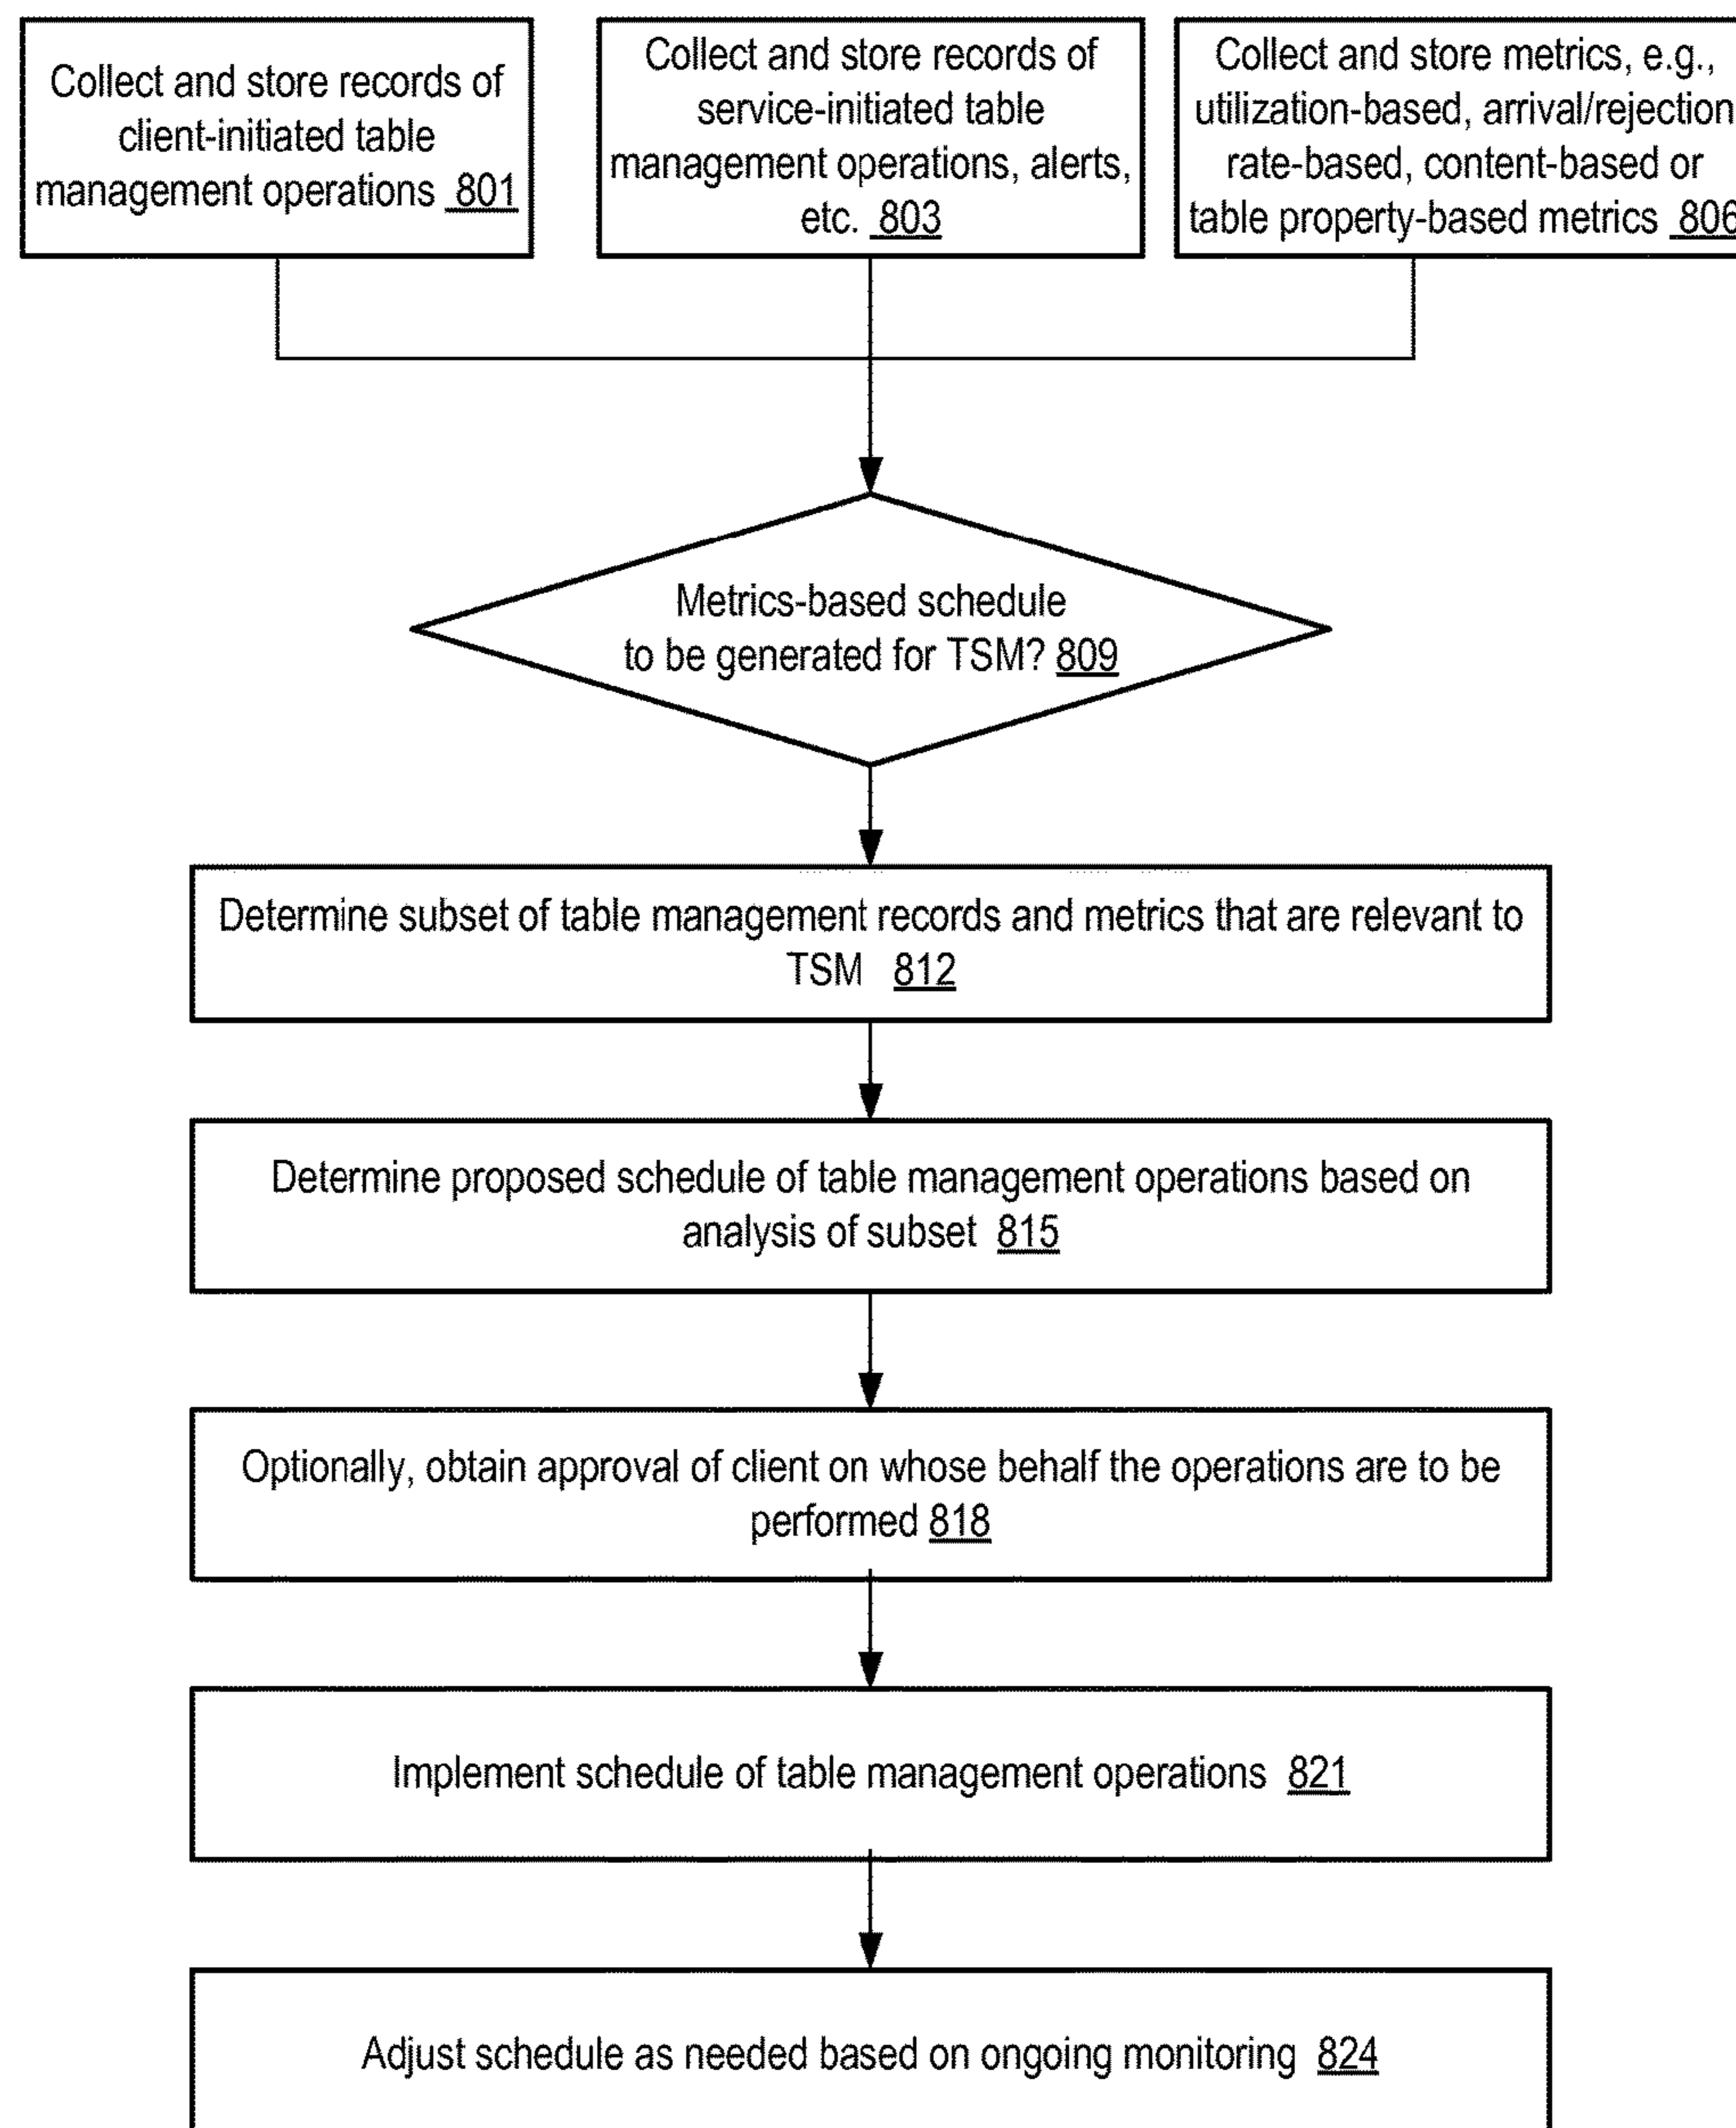 Collect and store records of
client-initiated table
management operations 801
Collect and store records of
service-initiated table
management operations, alerts,
etc. 803
Collect and store metrics, e.g.,
utilization-based, arrival/rejection
rate-based, content-based or
table property-based metrics 806
Metrics-based schedule
to be generated for TSM? 809
Determine subset of table management records and metrics that are relevant to
TSM 812
Determine proposed schedule of table management operations based on
analysis of subset 815
Optionally, obtain approval of client on whose behalf the operations are to be
performed 818
Implement schedule of table management operations 821
Adjust schedule as needed based on ongoing monitoring 824